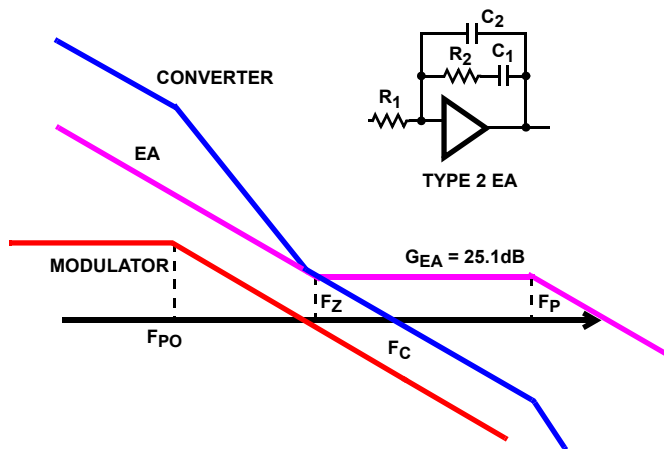 C2
R2
C1
R1
CONVERTER
EA
TYPE 2 EA
MODULATOR
GEA = 25.1dB
FZ
FP
FPO
FC